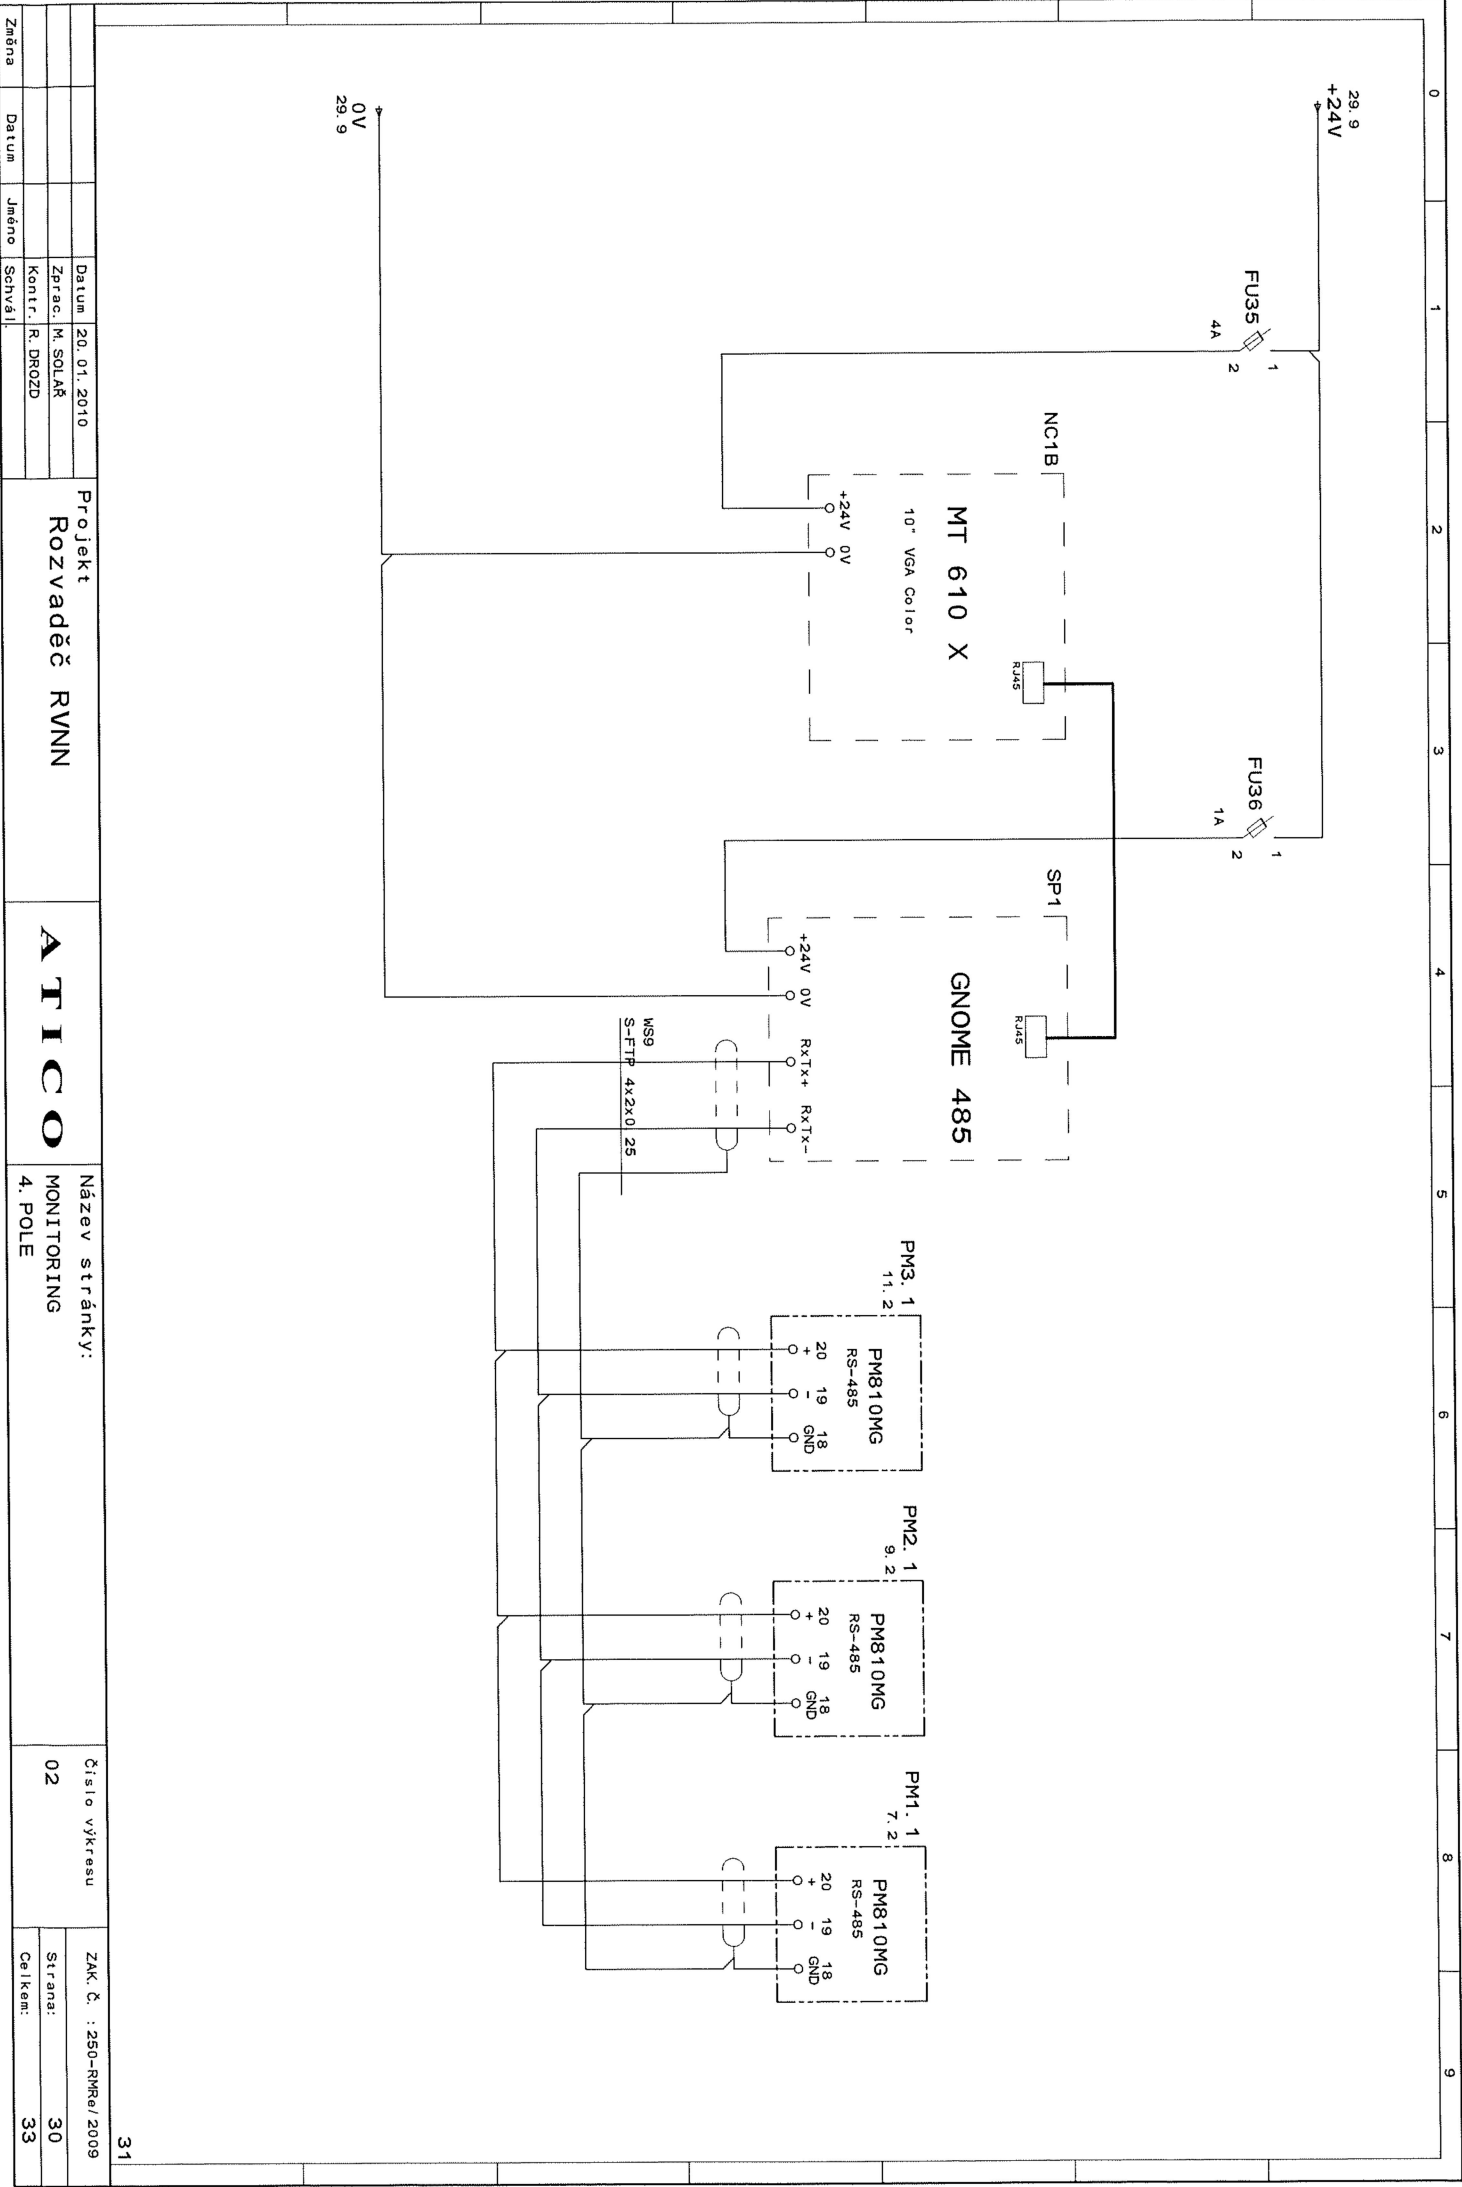 0
1
2
3
4
5
6
7
8
9
29. 9
+24V
FU35
4A
1
2
FU36
1A
1
2
NC1B
MT 610 X
10" VGA Color
RJ45
+24V
0V
SP1
GNOME 485
RJ45
+24V
0V
RxTx+
RxTx-
WS9
S-FTP 4x2x0,25
PM3. 1
11. 2
PM810MG
RS-485
20
+
19
-
18
GND
PM2. 1
9. 2
PM810MG
RS-485
20
+
19
-
18
GND
PM1. 1
7. 2
PM810MG
RS-485
20
+
19
-
18
GND
0V
29. 9
31
Datum 20. 01. 2010
Zprac. M. SOLAŘ
Kontr. R. DROZD
Změna Datum Jméno Schvál.
Projekt
Rozvaděč RVNN
ATICO
Název stránky:
MONITORING
4. POLE
Číslo výkresu
02
ZAK. Č. : 250-RMRe/2009
Strana: 30
Celkem: 33